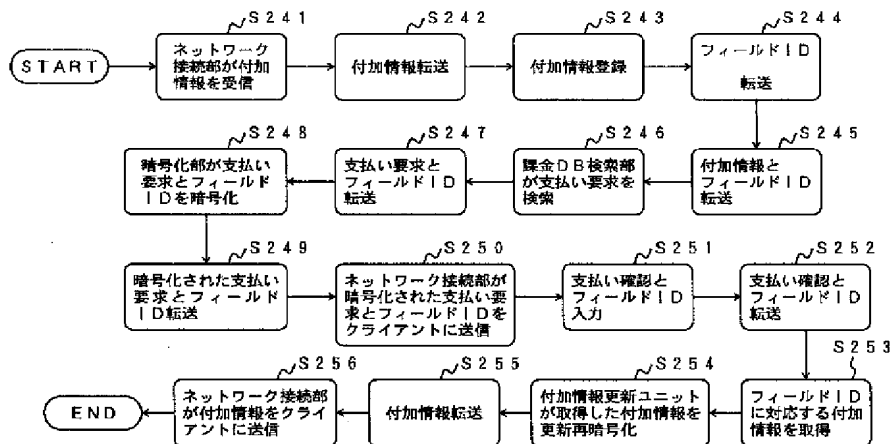 START
S241
ネットワーク
接続部が付加
情報を受信
S242
付加情報転送
S243
付加情報登録
S244
フィールドID
転送
S245
付加情報と
フィールドID
転送
S246
課金DB検索部
が支払い要求を
検索
S247
支払い要求と
フィールドID
転送
S248
暗号化部が支払い
要求とフィールド
IDを暗号化
S249
暗号化された支払い
要求とフィールド
ID転送
S250
ネットワーク接続部が
暗号化された支払い要
求とフィールドIDを
クライアントに送信
S251
支払い確認と
フィールドID
入力
S252
支払い確認と
フィールドID
転送
S253
フィールドID
に対応する付加
情報を取得
S254
付加情報更新ユニット
が取得した付加情報を
更新再暗号化
S255
付加情報転送
S256
ネットワーク接続部
が付加情報をクライ
アントに送信
END